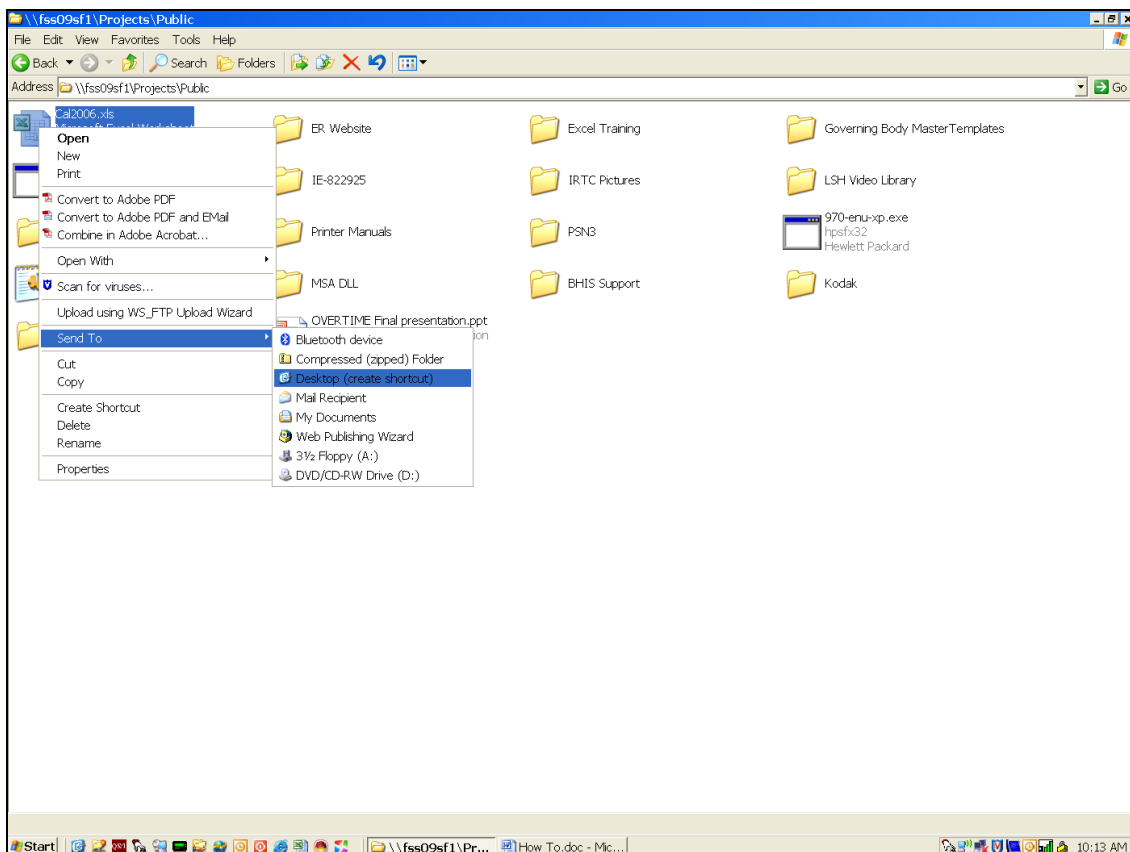 \\fss09sf1\Projects\Public
File Edit View Favorites Tools Help
Back Search Folders
Address \\fss09sf1\Projects\Public Go
Cal2006.xls
Microsoft Excel Worksheet
ER Website
Excel Training
Governing Body MasterTemplates
IE-822925
IRTC Pictures
LSH Video Library
Printer Manuals
PSN3
970-enu-xp.exe
hpsfx32
Hewlett Packard
MSA DLL
BHIS Support
Kodak
OVERTIME Final presentation.ppt
ion
Open
New
Print
Convert to Adobe PDF
Convert to Adobe PDF and EMail
Combine in Adobe Acrobat...
Open With
Scan for viruses...
Upload using WS_FTP Upload Wizard
Send To
Cut
Copy
Create Shortcut
Delete
Rename
Properties
Bluetooth device
Compressed (zipped) Folder
Desktop (create shortcut)
Mail Recipient
My Documents
Web Publishing Wizard
3½ Floppy (A:)
DVD/CD-RW Drive (D:)
Start \\fss09sf1\Pr... How To.doc - Mic... 10:13 AM